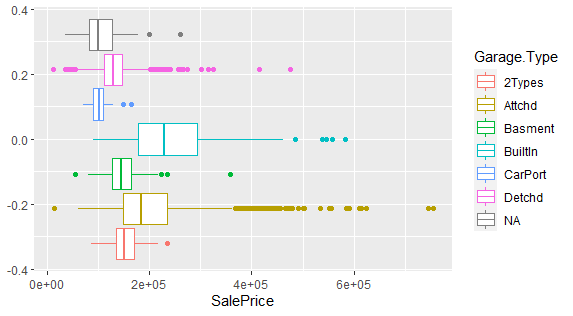 0.4
0.2
0.0
-0.2
-0.4
0e+00
2e+05
4e+05
6e+05
SalePrice
Garage.Type
2Types
Attchd
Basment
BuiltIn
CarPort
Detchd
NA